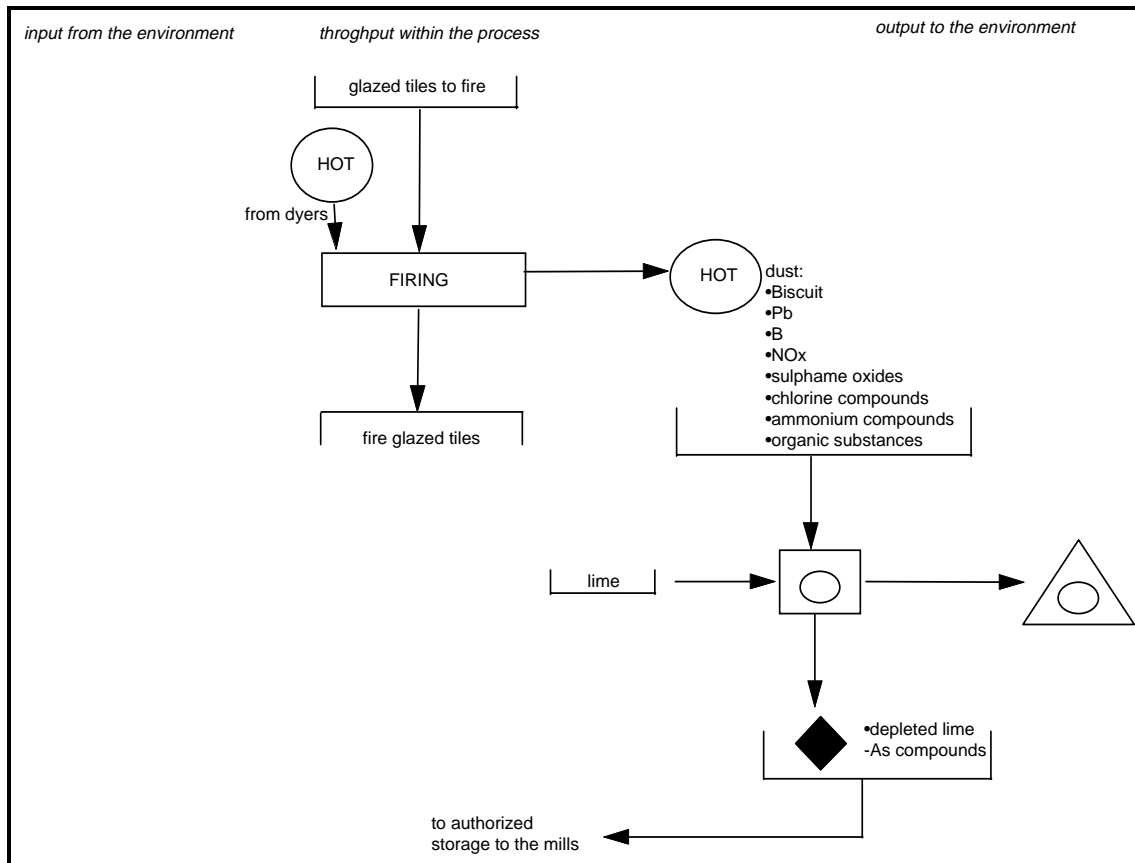 input from the environment
throghput within the process
output to the environment
glazed tiles to fire
HOT
from dyers
FIRING
HOT
dust:
•Biscuit
•Pb
•B
•NOx
•sulphame oxides
•chlorine compounds
•ammonium compounds
•organic substances
fire glazed tiles
lime
•depleted lime
-As compounds
to authorized
storage to the mills